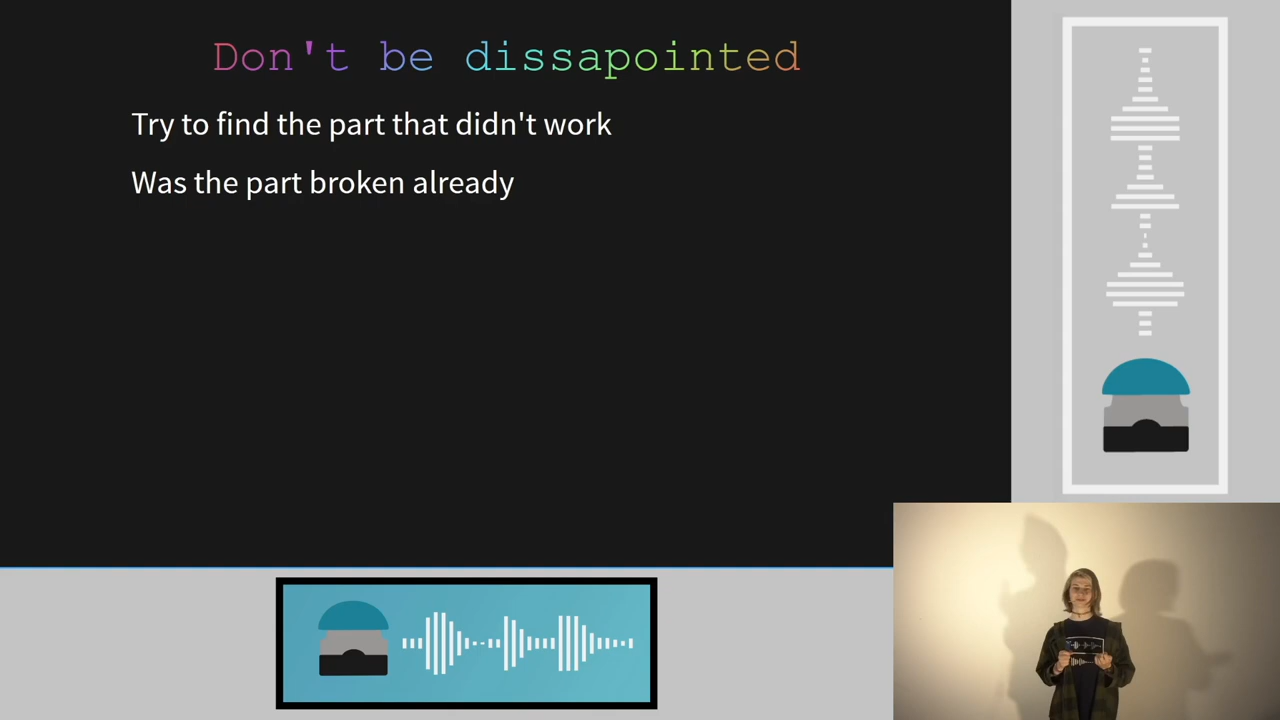 Don't be dissapointed
Try to find the part that didn't work
Was the part broken already